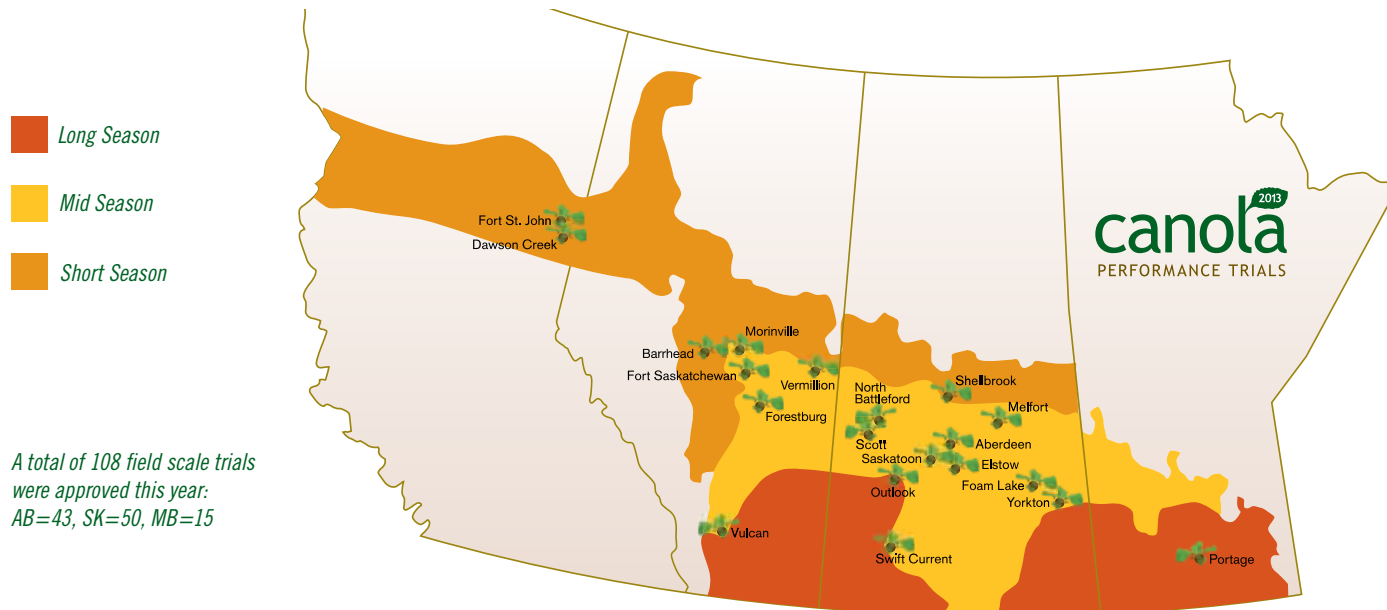 Long Season
Mid Season
Short Season
A total of 108 field scale trials
were approved this year:
AB=43, SK=50, MB=15
2013
canola
PERFORMANCE TRIALS
Fort St. John
Dawson Creek
Morinville
Barrhead
Fort Saskatchewan
Vermillion
Forestburg
North
Battleford
Shellbrook
Melfort
Scott
Aberdeen
Saskatoon
Elstow
Outlook
Foam Lake
Yorkton
Vulcan
Swift Current
Portage